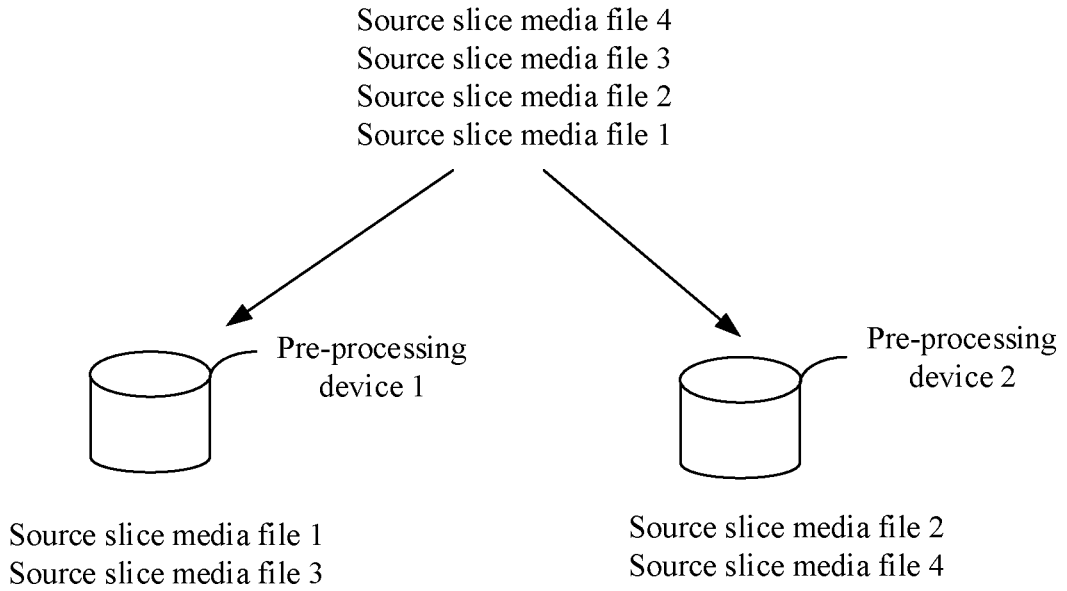 Source slice media file 4
Source slice media file 3
Source slice media file 2
Source slice media file 1
Pre-processing
device 1
Pre-processing
device 2
Source slice media file 1
Source slice media file 3
Source slice media file 2
Source slice media file 4